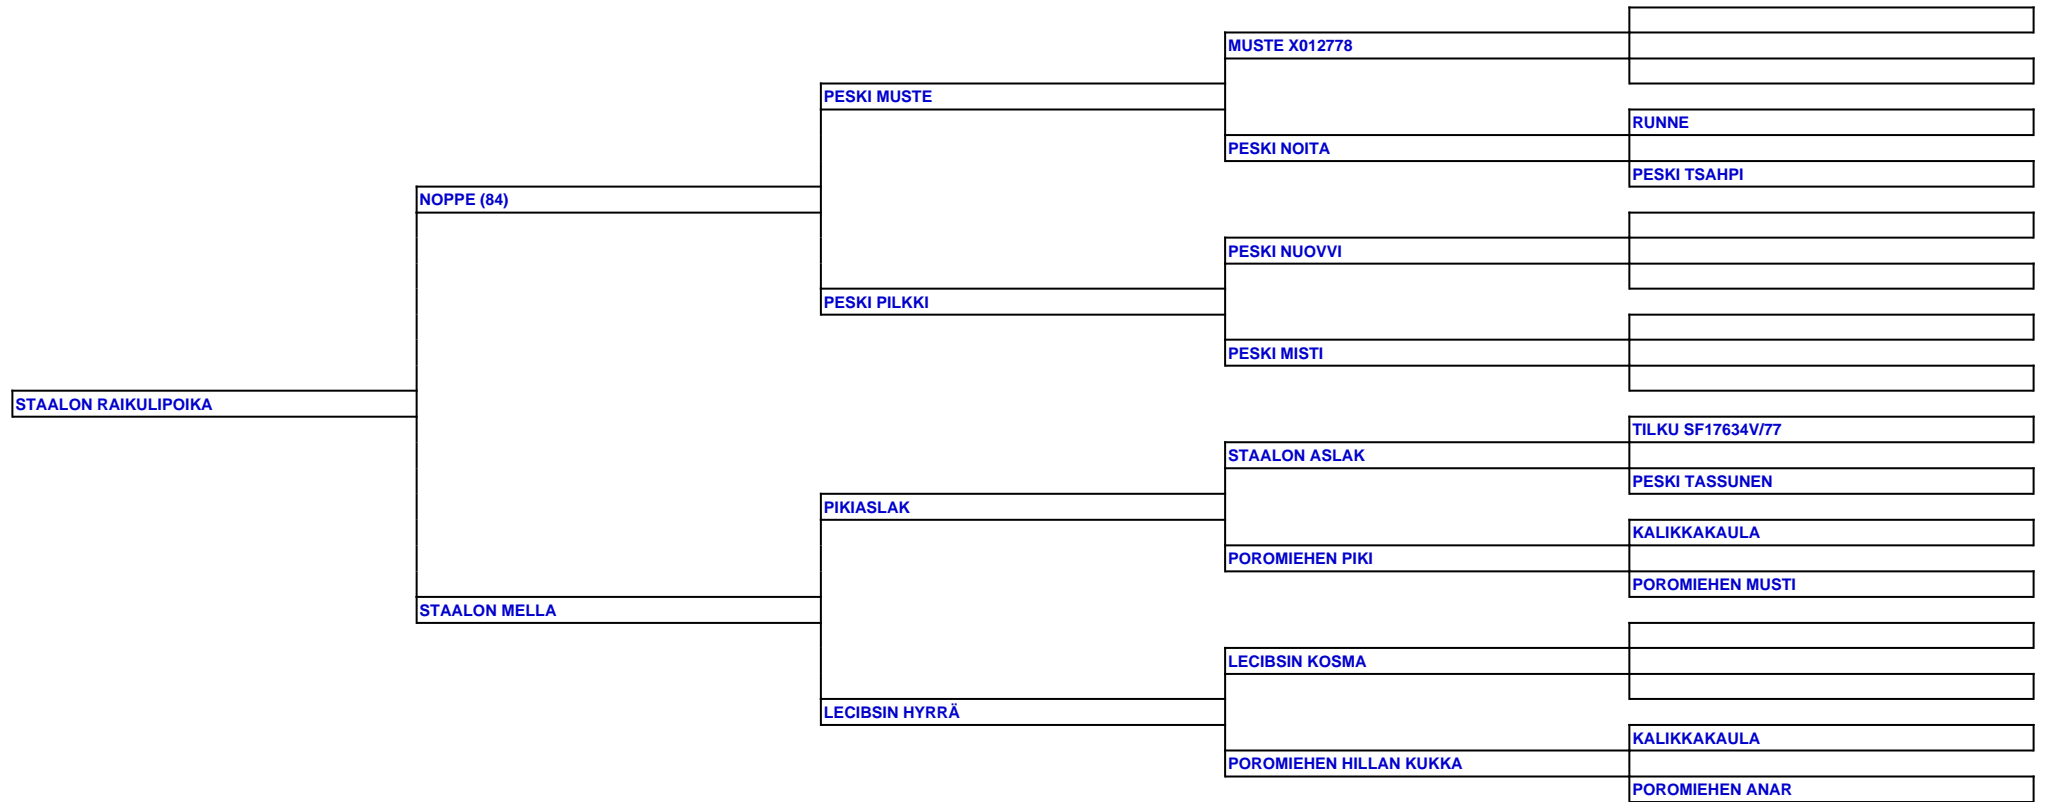 MUSTE X012778
PESKI MUSTE
RUNNE
PESKI NOITA
PESKI TSAHPI
NOPPE (84)
PESKI NUOVVI
PESKI PILKKI
PESKI MISTI
STAALON RAIKULIPOIKA
TILKU SF17634V/77
STAALON ASLAK
PESKI TASSUNEN
PIKIASLAK
KALIKKAKAULA
POROMIEHEN PIKI
POROMIEHEN MUSTI
STAALON MELLA
LECIBSIN KOSMA
LECIBSIN HYRRÄ
KALIKKAKAULA
POROMIEHEN HILLAN KUKKA
POROMIEHEN ANAR